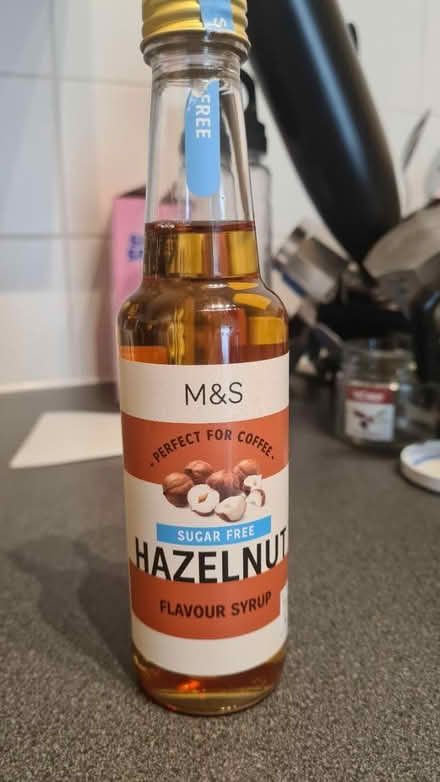 FREE
M&S
- PERFECT FOR COFFEE -
SUGAR FREE
HAZELNUT
FLAVOUR SYRUP